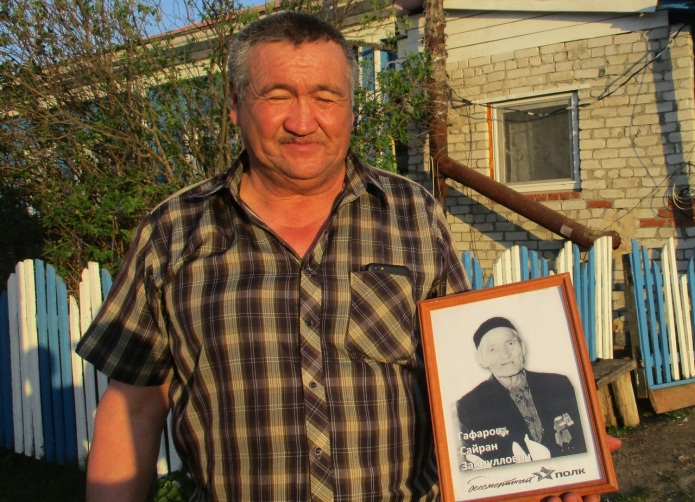 Гафаров
Сайран
Зайнуллович
бессмертный ПОЛК